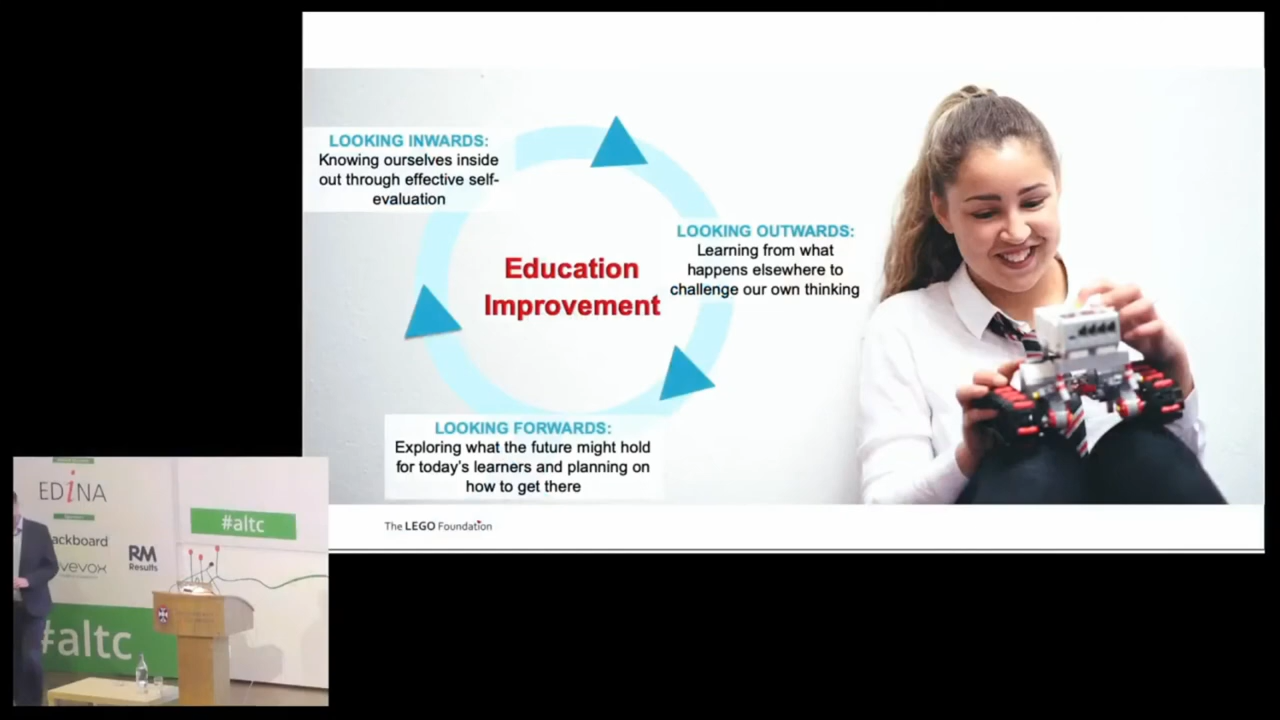 LOOKING INWARDS:
Knowing ourselves inside
out through effective self-
evaluation
LOOKING OUTWARDS:
Learning from what
happens elsewhere to
challenge our own thinking
Education
Improvement
LOOKING FORWARDS:
Exploring what the future might hold
for today's learners and planning on
how to get there
The LEGO Foundation
EDiNA
#altc
ackboard
RM
Results
vevox
#altc